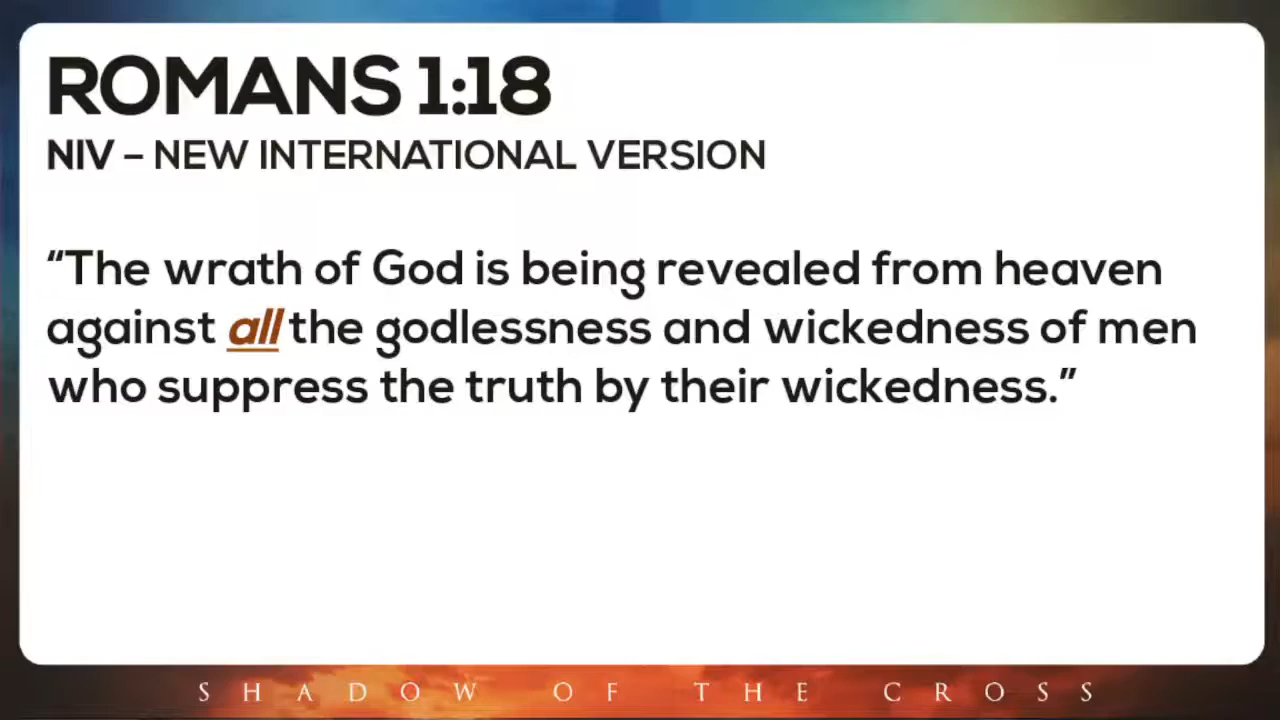 ROMANS 1:18
NIV – NEW INTERNATIONAL VERSION
“The wrath of God is being revealed from heaven
against all the godlessness and wickedness of men
who suppress the truth by their wickedness.”
SHADOW OF THE CROSS